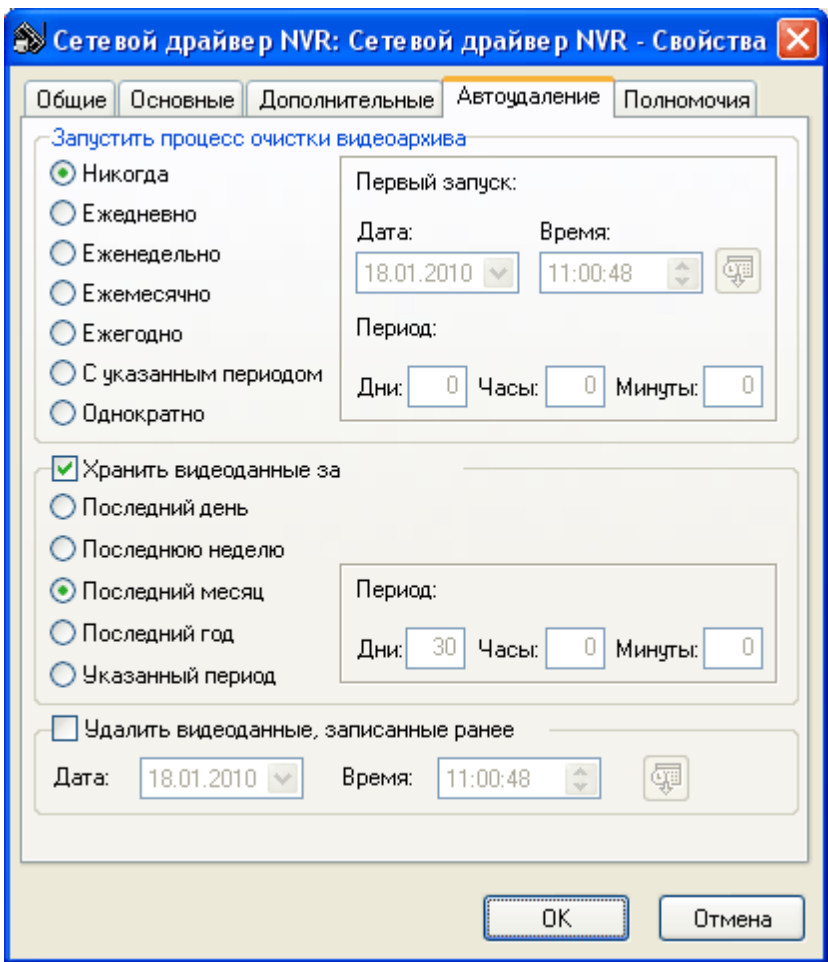 Сетевой драйвер NVR: Сетевой драйвер NVR - Свойства
Общие Основные Дополнительные Автоудаление Полномочия
Запустить процесс очистки видеоархива
Никогда
Ежедневно
Еженедельно
Ежемесячно
Ежегодно
С указанным периодом
Однократно
Первый запуск:
Дата: Время:
18.01.2010 11:00:48
Период:
Дни: 0 Часы: 0 Минуты: 0
Хранить видеоданные за
Последний день
Последнюю неделю
Последний месяц
Последний год
Указанный период
Период:
Дни: 30 Часы: 0 Минуты: 0
Удалить видеоданные, записанные ранее
Дата: 18.01.2010 Время: 11:00:48
OK Отмена